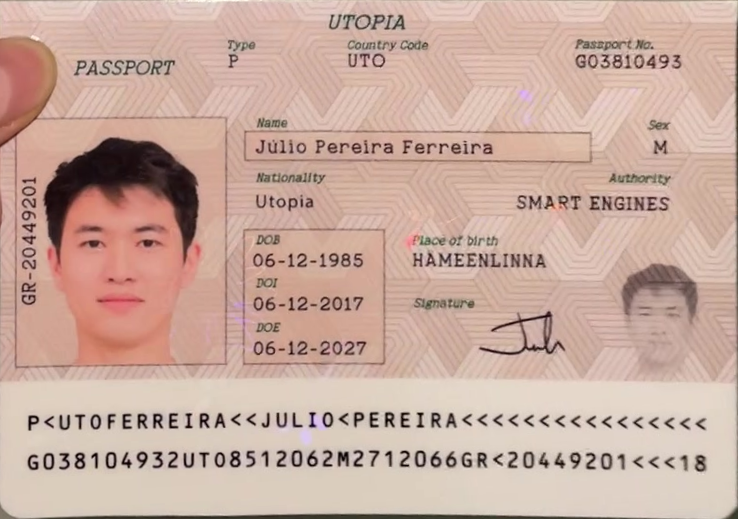 UTOPIA
PASSPORT
Type
P
Country Code
UTO
Passport No.
G03810493
GR-20449201
Name
Júlio Pereira Ferreira
Sex
M
Nationality
Utopia
Authority
SMART ENGINES
DOB
06-12-1985
Place of birth
HÄMEENLINNA
DOI
06-12-2017
Signature
DOE
06-12-2027
P<UTOFERREIRA<<JULIO<PEREIRA<<<<<<<<<<<<<<<<
G038104932UTO8512062M2712066GR<20449201<<<18